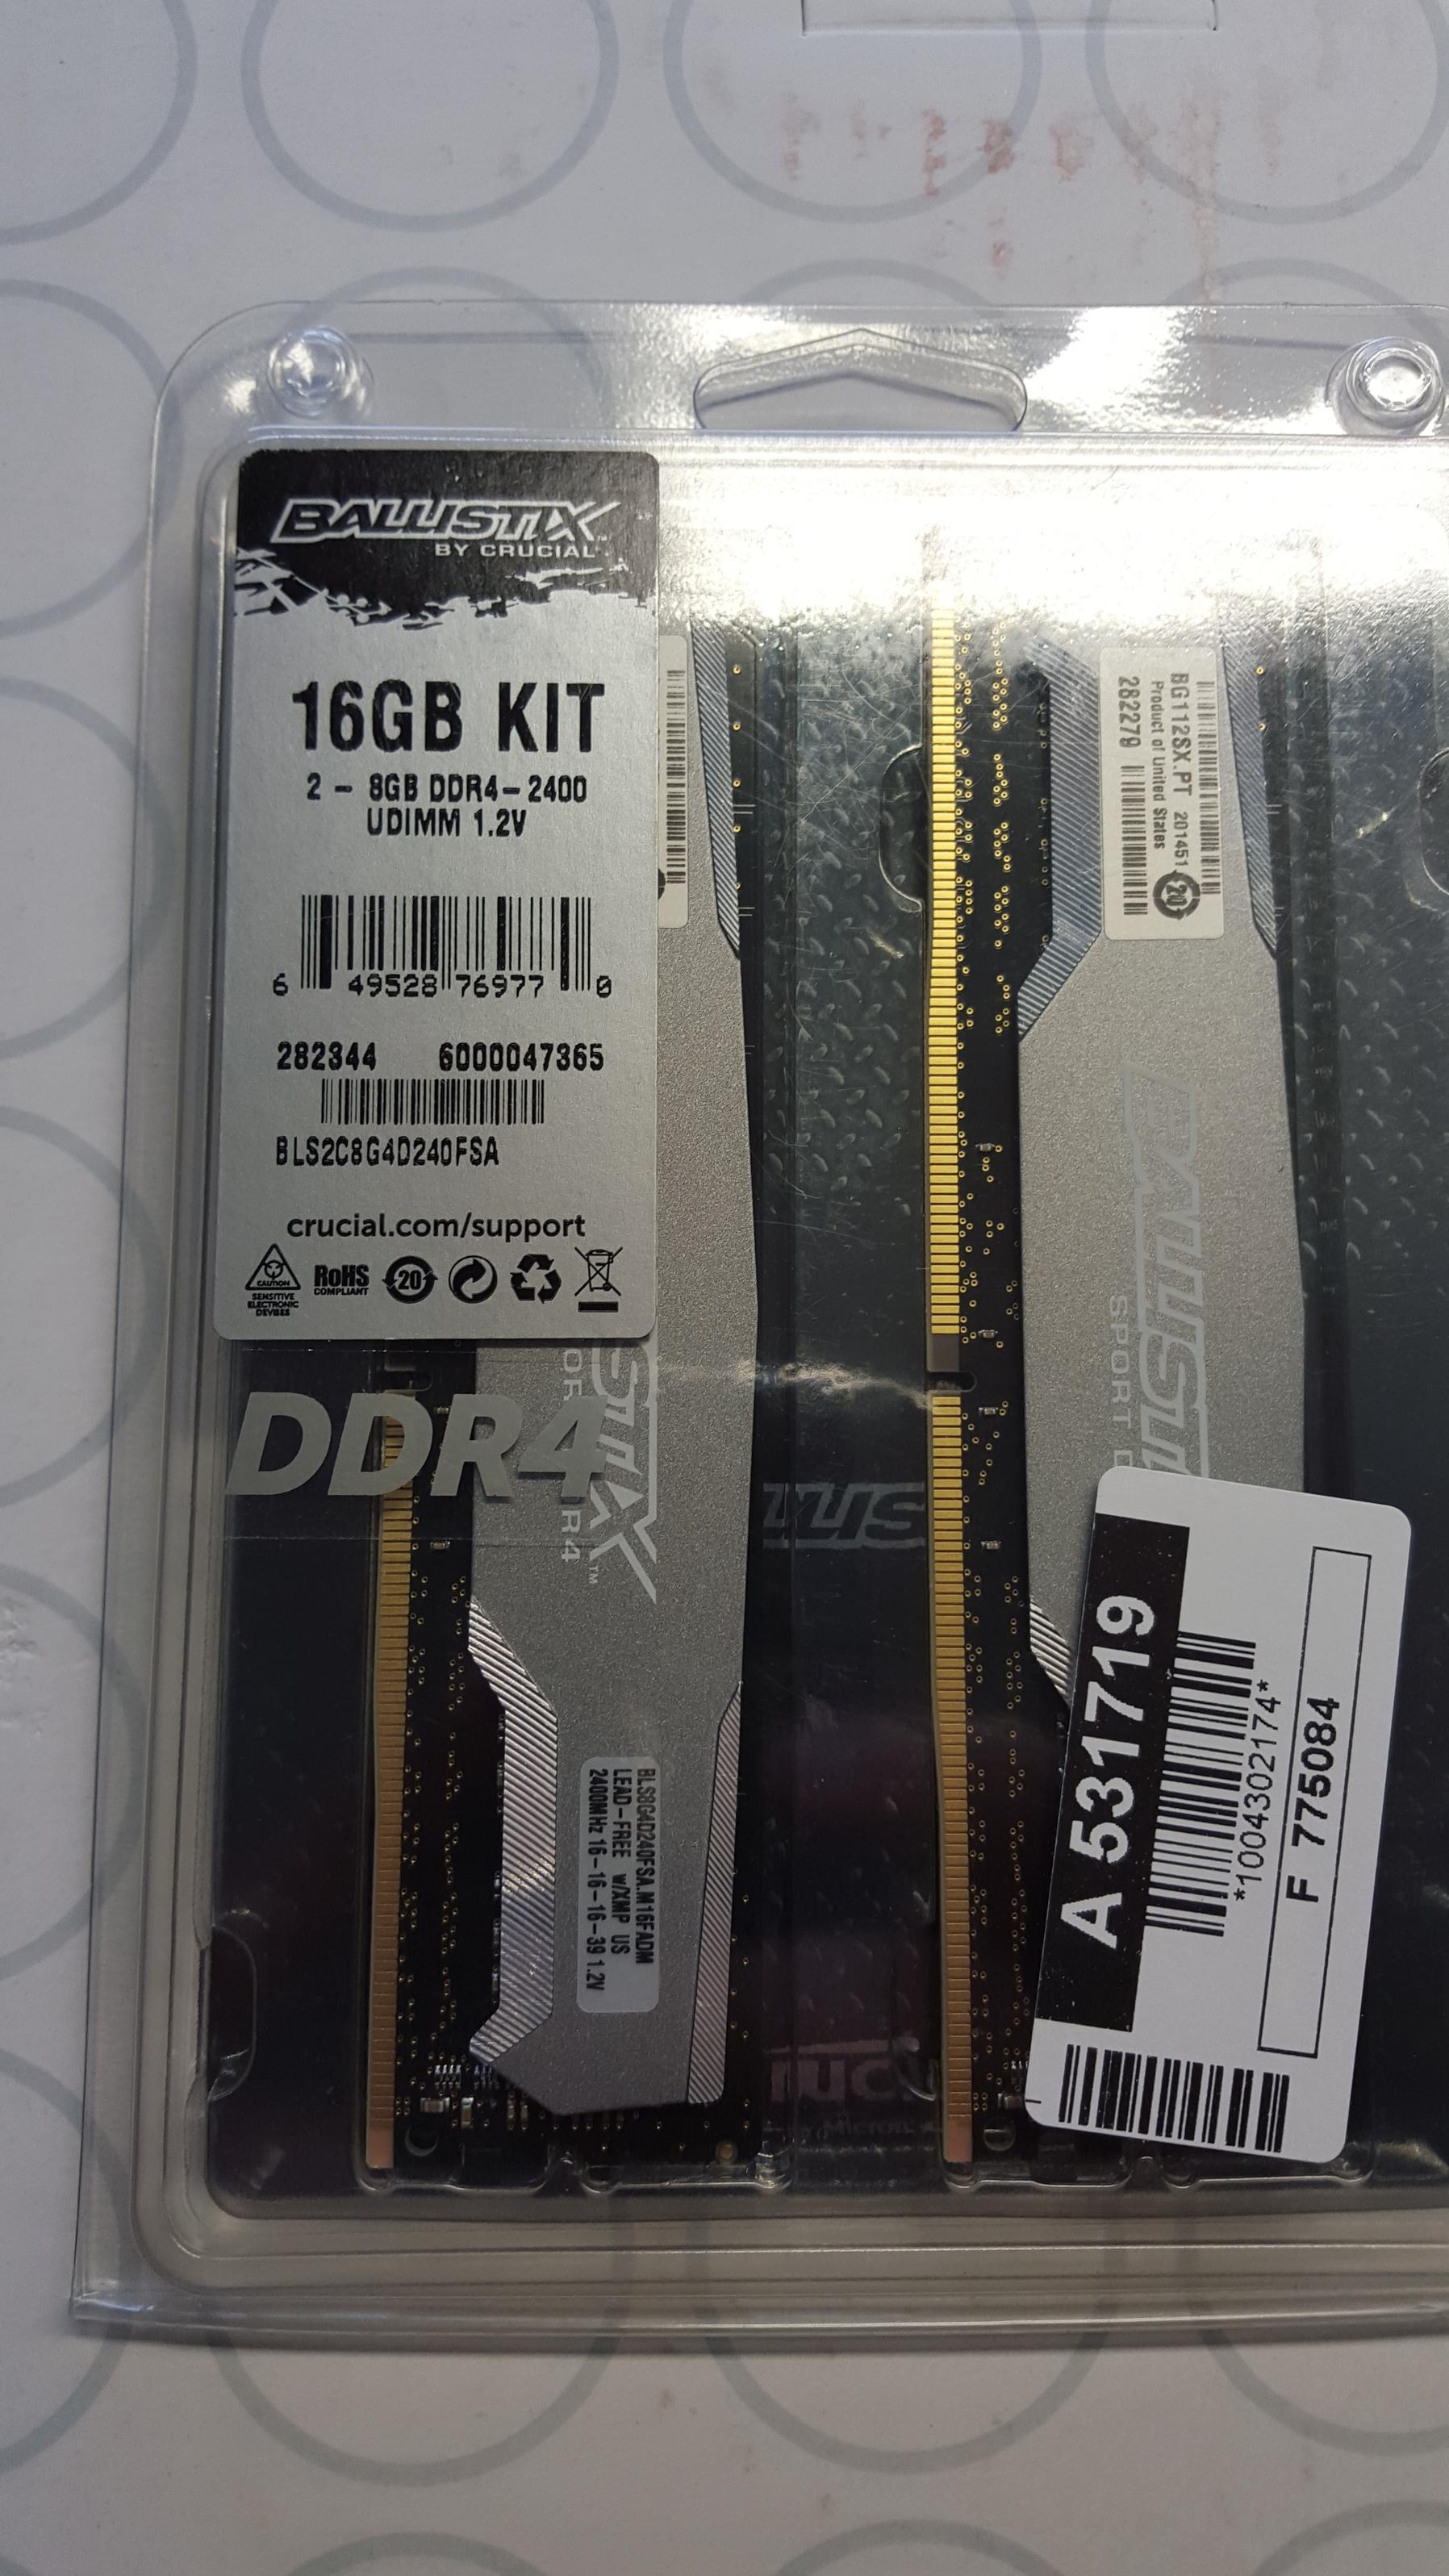 BALLISTIX™
BY CRUCIAL
16GB KIT
2 - 8GB DDR4-2400
UDIMM 1.2V
6 49528 76977 0
282344 6000047365
BLS2C8G4D240FSA
crucial.com/support
CAUTION
SENSITIVE
ELECTRONIC
DEVICES
RoHS
COMPLIANT
20
DDR4
BLS8G4D240FSA.M16FADM
LEAD-FREE w/XMP US
2400MHz 16-16-16-39 1.2V
BG112SX.PT 201451
Product of United States
282279
20
SPORT
A 531719
*1004302174*
F 775084